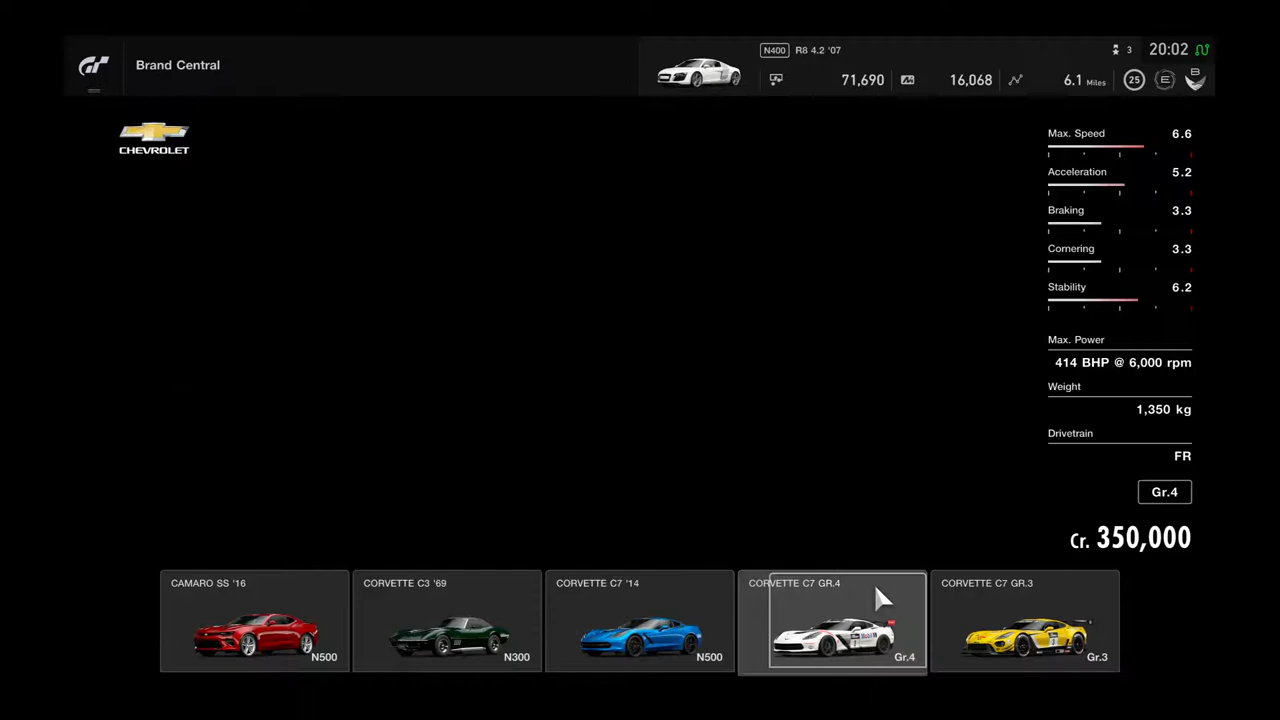 Brand Central
N400 R8 4.2 '07
3 20:02
71,690 16,068 6.1 Miles 25 E B
CHEVROLET
Max. Speed 6.6
Acceleration 5.2
Braking 3.3
Cornering 3.3
Stability 6.2
Max. Power
414 BHP @ 6,000 rpm
Weight
1,350 kg
Drivetrain
FR
Gr.4
Cr. 350,000
CAMARO SS '16
N500
CORVETTE C3 '69
N300
CORVETTE C7 '14
N500
CORVETTE C7 GR.4
Gr.4
CORVETTE C7 GR.3
Gr.3